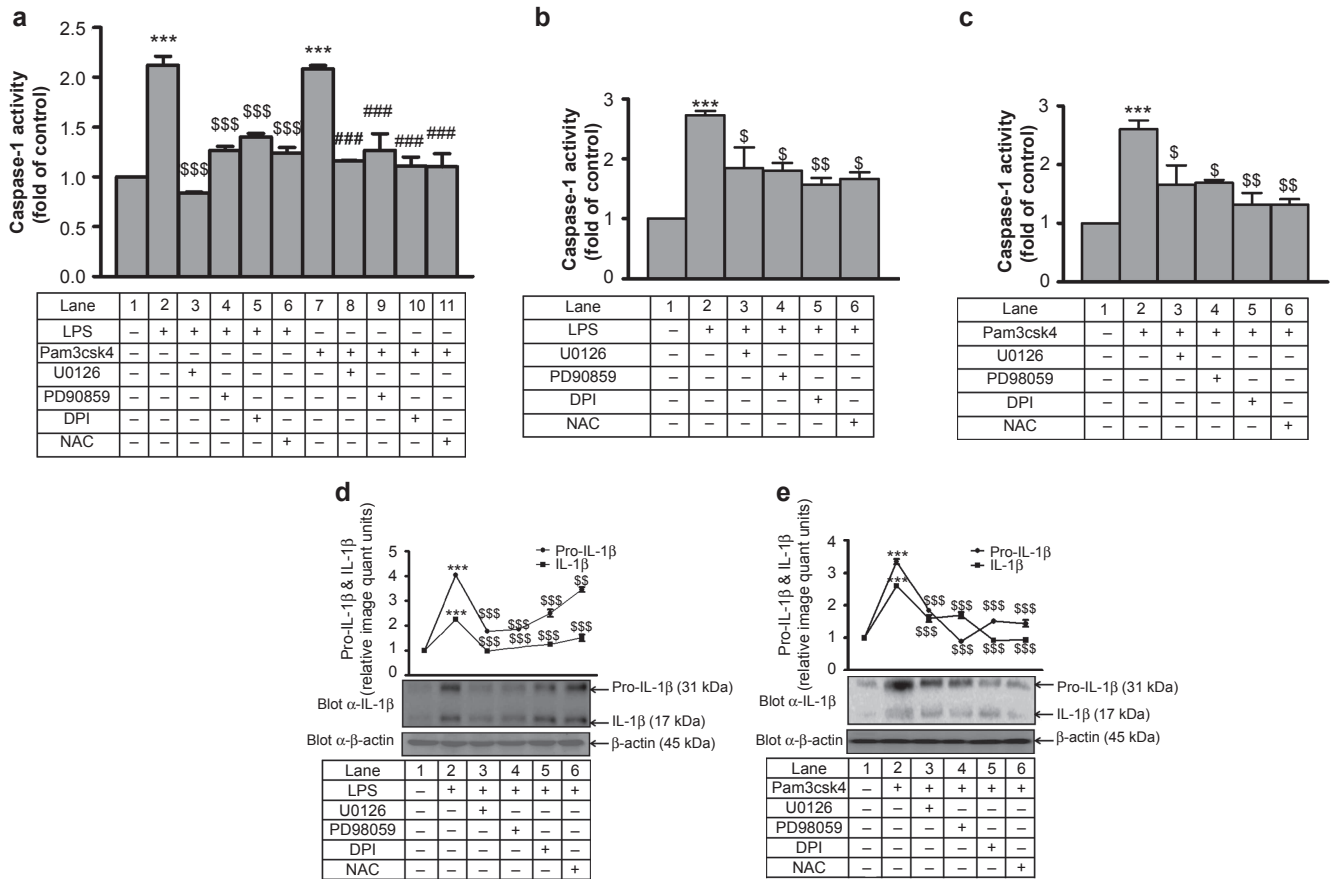 a
Caspase-1 activity
(fold of control)
2.5
2.0
1.5
1.0
0.5
0.0
*** $$$ $$$ $$$ $$$ *** ### ### ### ###
Lane 1 2 3 4 5 6 7 8 9 10 11
LPS – + + + + + – – – – –
Pam3csk4 – – – – – – + + + + +
U0126 – – + – – – – + – – –
PD90859 – – – + – – – – + – –
DPI – – – – + – – – – + –
NAC – – – – – + – – – – +
b
Caspase-1 activity
(fold of control)
3
2
1
0
*** $ $ $$ $
Lane 1 2 3 4 5 6
LPS – + + + + +
U0126 – – + – – –
PD90859 – – – + – –
DPI – – – – + –
NAC – – – – – +
c
Caspase-1 activity
(fold of control)
3
2
1
0
*** $ $ $$ $$
Lane 1 2 3 4 5 6
Pam3csk4 – + + + + +
U0126 – – + – – –
PD98059 – – – + – –
DPI – – – – + –
NAC – – – – – +
d
Pro-IL-1β & IL-1β
(relative image quant units)
5
4
3
2
1
0
Pro-IL-1β
IL-1β
*** $$$ $$$ $$$ $$
*** $$$ $$$ $$$ $$$
Blot α-IL-1β
Pro-IL-1β (31 kDa)
IL-1β (17 kDa)
Blot α-β-actin
β-actin (45 kDa)
Lane 1 2 3 4 5 6
LPS – + + + + +
U0126 – – + – – –
PD98059 – – – + – –
DPI – – – – + –
NAC – – – – – +
e
Pro-IL-1β & IL-1β
(relative image quant units)
4
3
2
1
0
Pro-IL-1β
IL-1β
*** $$$ $$$ $$$ $$$
*** $$$ $$$ $$$ $$$
Blot α-IL-1β
Pro-IL-1β (31 kDa)
IL-1β (17 kDa)
Blot α-β-actin
β-actin (45 kDa)
Lane 1 2 3 4 5 6
Pam3csk4 – + + + + +
U0126 – – + – – –
PD98059 – – – + – –
DPI – – – – + –
NAC – – – – – +